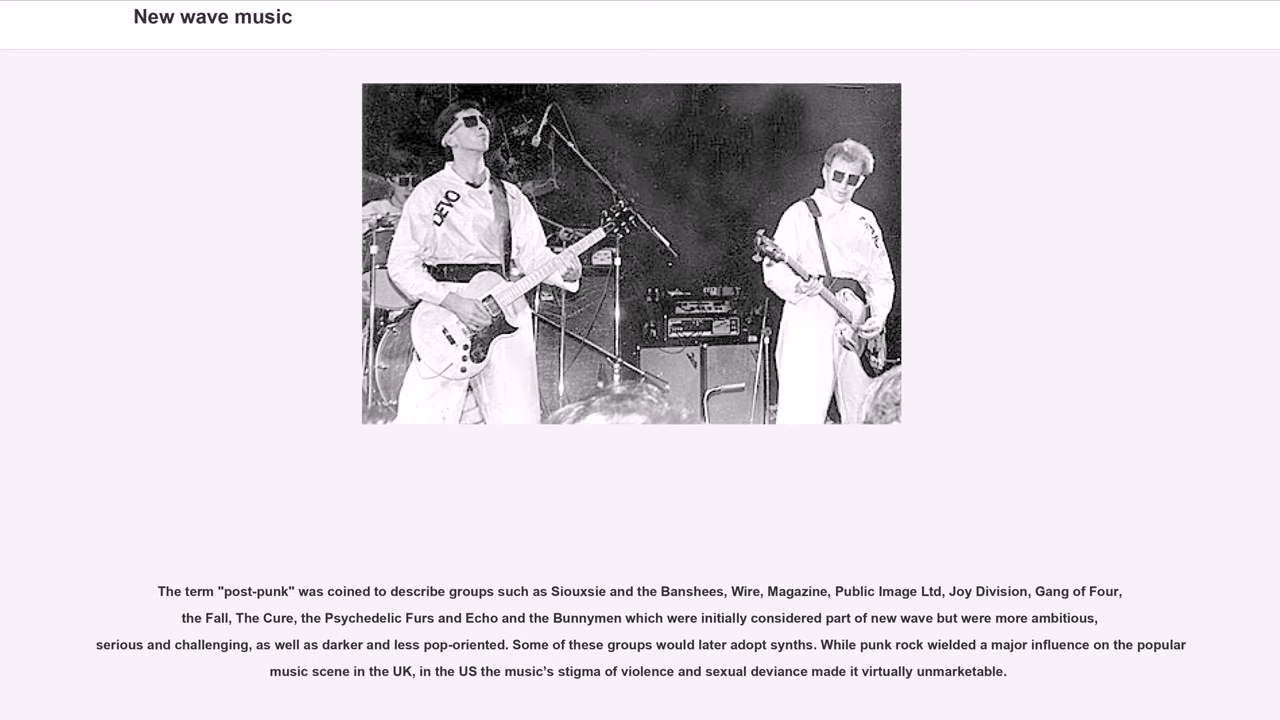 New wave music
DEVO
The term "post-punk" was coined to describe groups such as Siouxsie and the Banshees, Wire, Magazine, Public Image Ltd, Joy Division, Gang of Four,
the Fall, The Cure, the Psychedelic Furs and Echo and the Bunnymen which were initially considered part of new wave but were more ambitious,
serious and challenging, as well as darker and less pop-oriented. Some of these groups would later adopt synths. While punk rock wielded a major influence on the popular
music scene in the UK, in the US the music’s stigma of violence and sexual deviance made it virtually unmarketable.